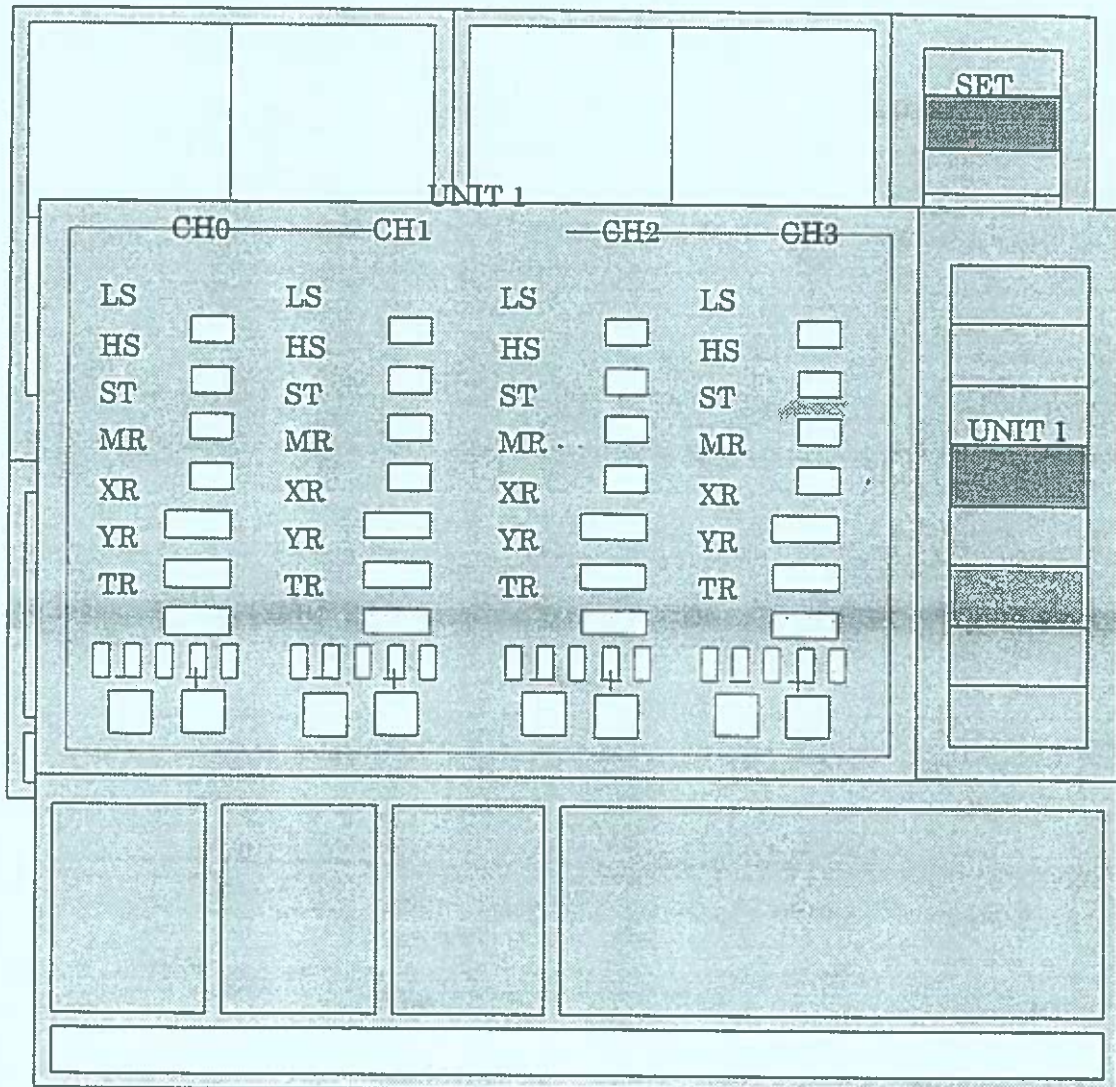 SET
UNIT 1
CH0 CH1 CH2 CH3
LS LS LS LS
HS HS HS HS
ST ST ST ST
MR MR MR MR
XR XR XR XR
YR YR YR YR
TR TR TR TR
UNIT 1